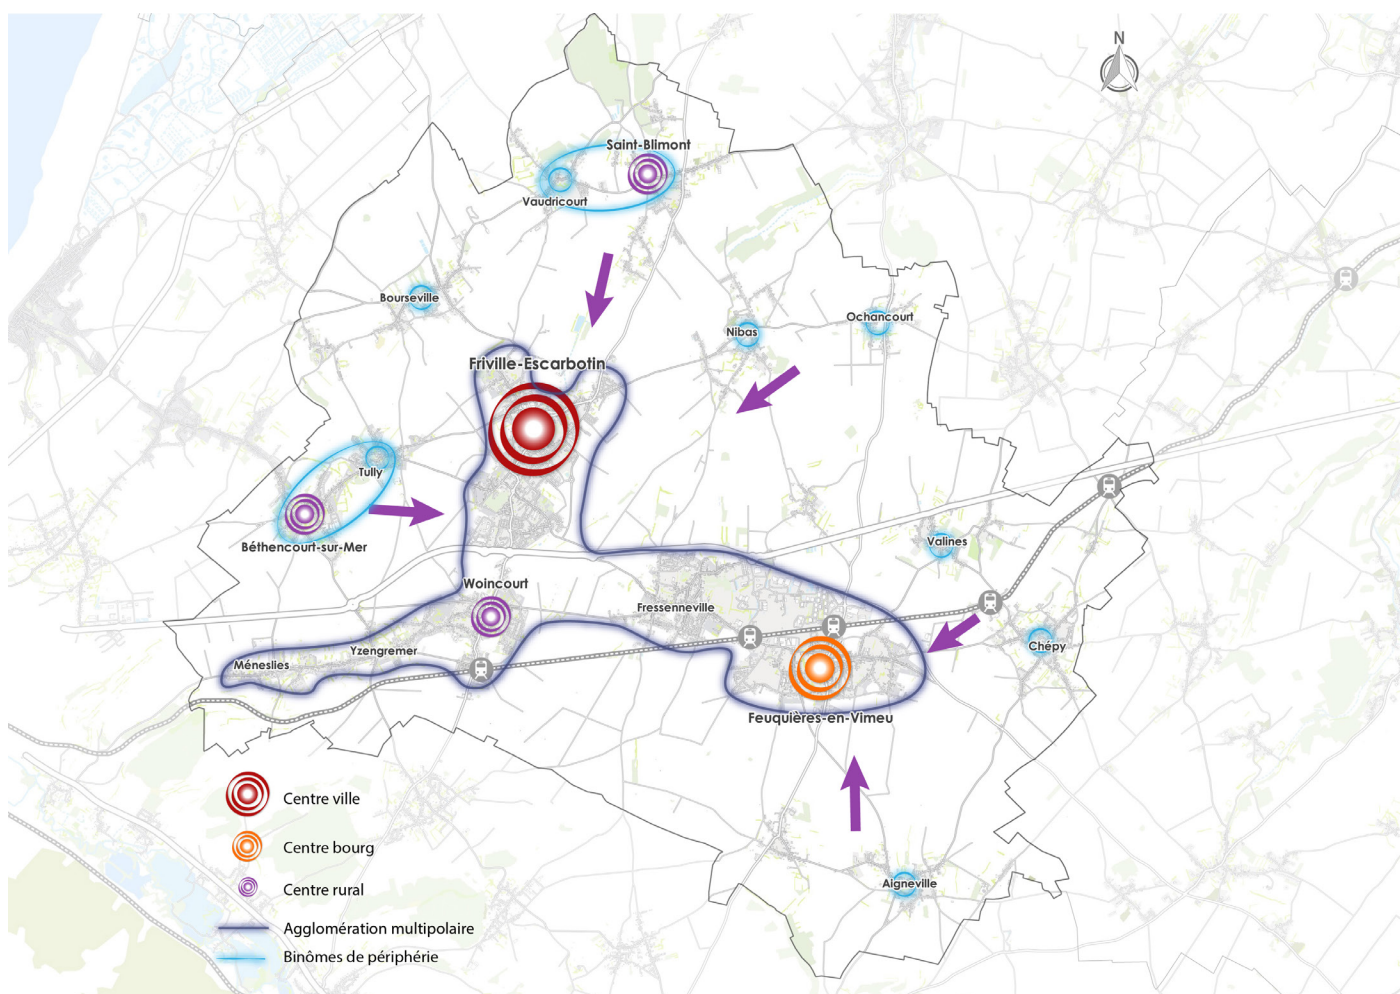 N
Saint-Blimont
Vaudricourt
Bourseville
Nibas
Ochancourt
Friville-Escarbotin
Tully
Béthencourt-sur-Mer
Valines
Woincourt
Fressenneville
Chépy
Yzengremer
Méneslies
Feuquières-en-Vimeu
Aigneville
Centre ville
Centre bourg
Centre rural
Agglomération multipolaire
Binômes de périphérie